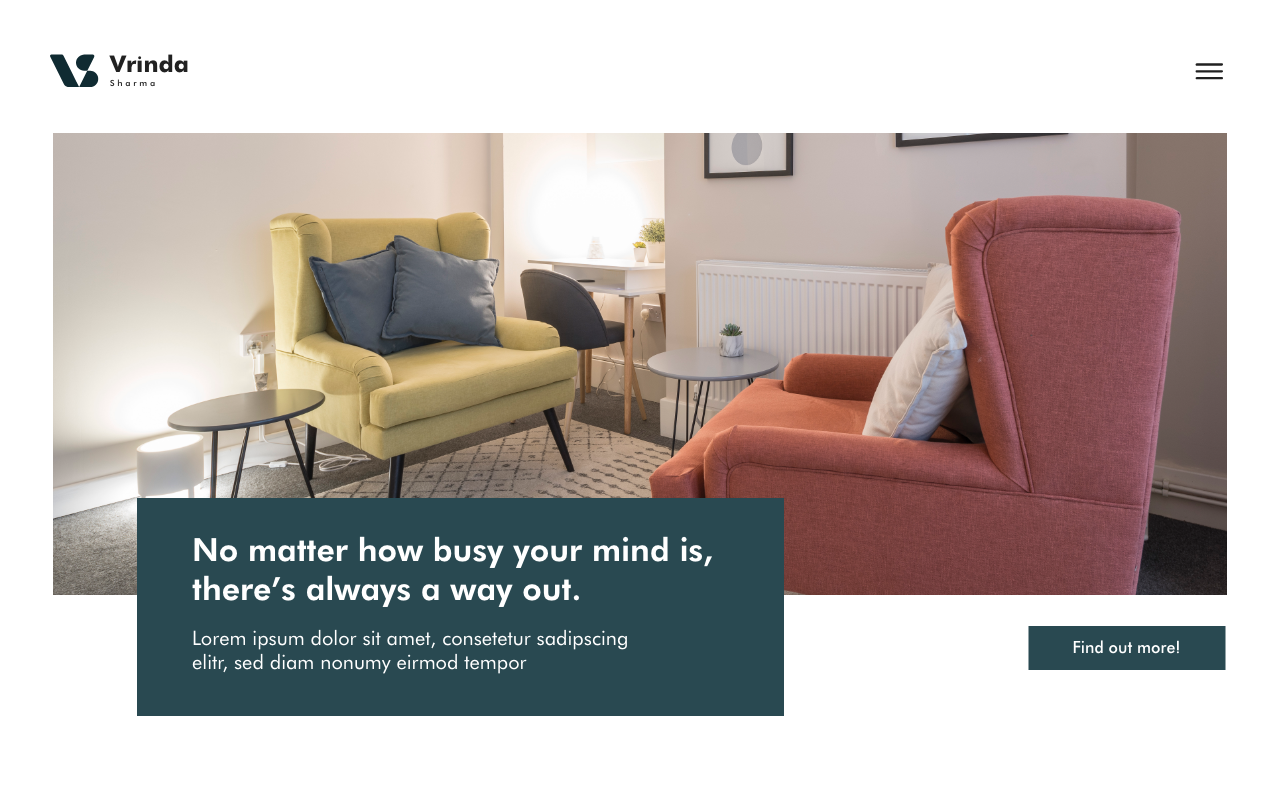 Vrinda
Sharma
No matter how busy your mind is,
there’s always a way out.
Lorem ipsum dolor sit amet, consetetur sadipscing
elitr, sed diam nonumy eirmod tempor
Find out more!